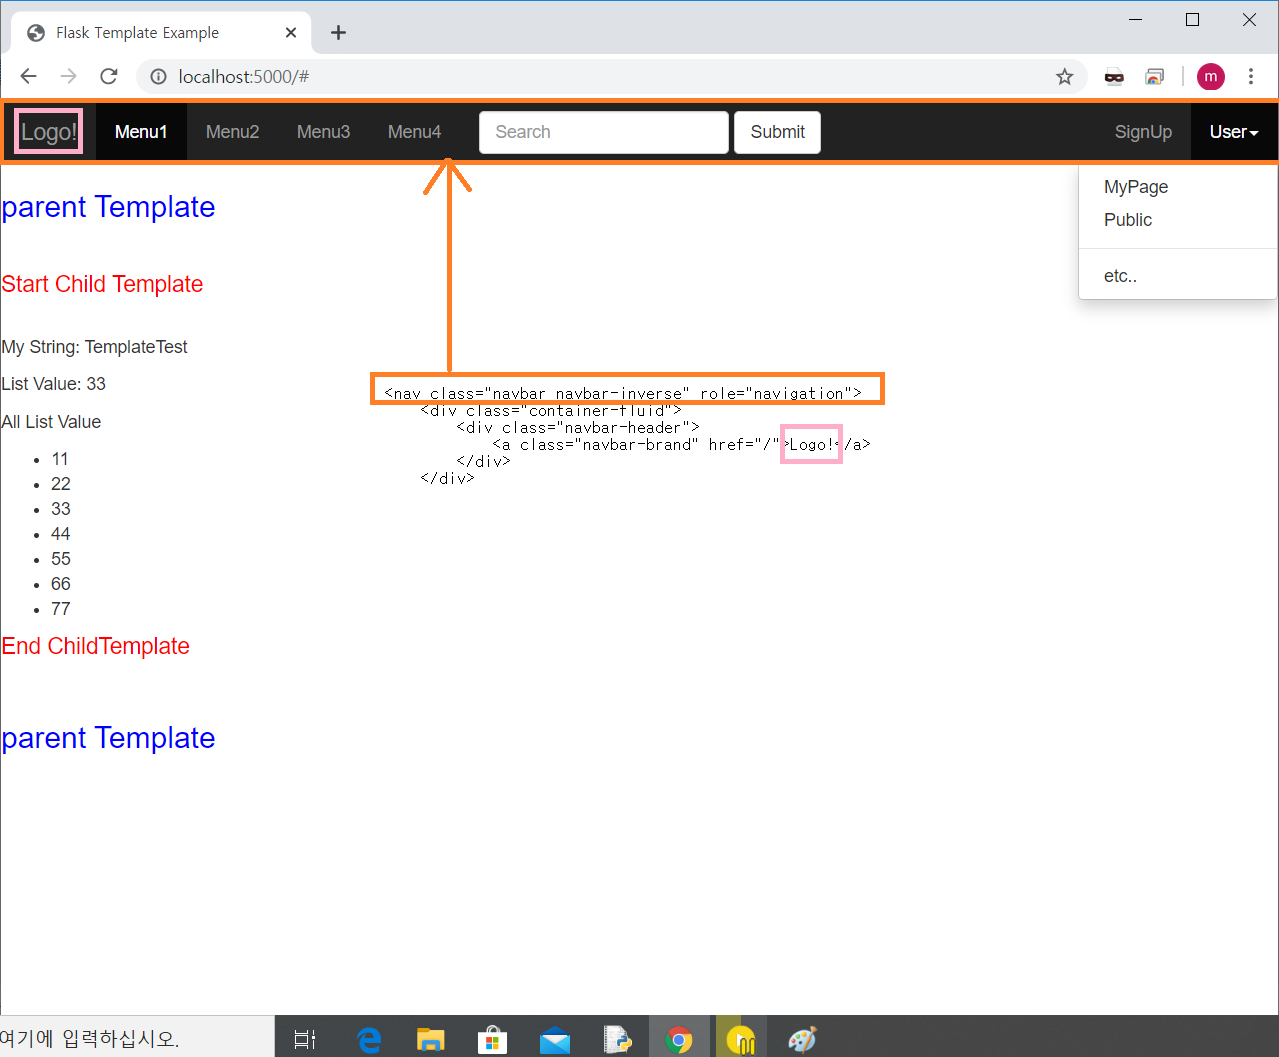 Flask Template Example
localhost:5000/#
m
Logo! Menu1 Menu2 Menu3 Menu4 Search Submit SignUp User
MyPage
Public
etc..
parent Template
Start Child Template
My String: TemplateTest
List Value: 33
All List Value
11
22
33
44
55
66
77
End ChildTemplate
parent Template
<nav class="navbar navbar-inverse" role="navigation">
<div class="container-fluid">
<div class="navbar-header">
<a class="navbar-brand" href="/">Logo!</a>
</div>
</div>
여기에 입력하십시오.